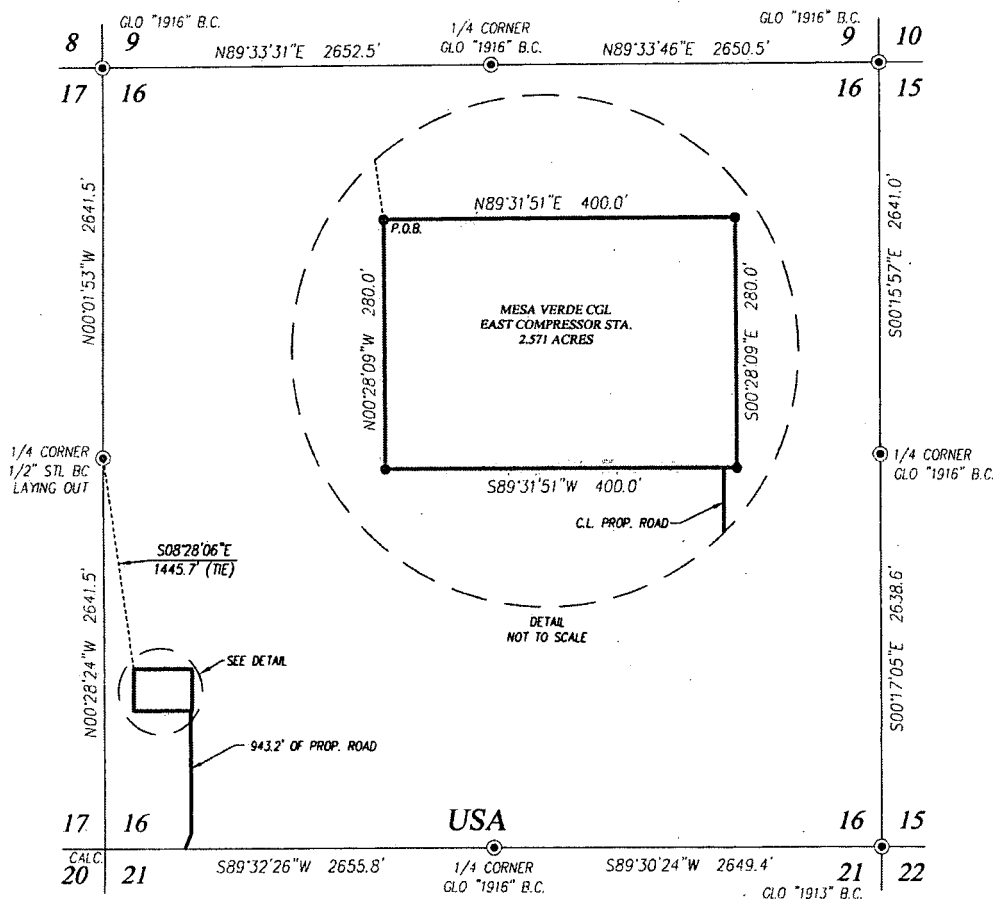 GLO "1916" B.C.
1/4 CORNER
GLO "1916" B.C.
GLO "1916" B.C.
8 9
9 10
N89°33'31"E 2652.5'
N89°33'46"E 2650.5'
17 16
16 15
N00°01'53"W 2641.5'
S00°15'57"E 2641.0'
N89°31'51"E 400.0'
P.O.B.
N00°28'09"W 280.0'
S00°28'09"E 280.0'
MESA VERDE CGL
EAST COMPRESSOR STA.
2.571 ACRES
S89°31'51"W 400.0'
C.L. PROP. ROAD
1/4 CORNER
1/2" STL BC
LAYING OUT
1/4 CORNER
GLO "1916" B.C.
S08°28'06"E
1445.7' (TIE)
DETAIL
NOT TO SCALE
N00°28'24"W 2641.5'
S00°17'05"E 2638.6'
SEE DETAIL
943.2' OF PROP. ROAD
USA
17 16
16 15
CALC.
20 21
21 22
S89°32'26"W 2655.8'
1/4 CORNER
GLO "1916" B.C.
S89°30'24"W 2649.4'
GLO "1913" B.C.